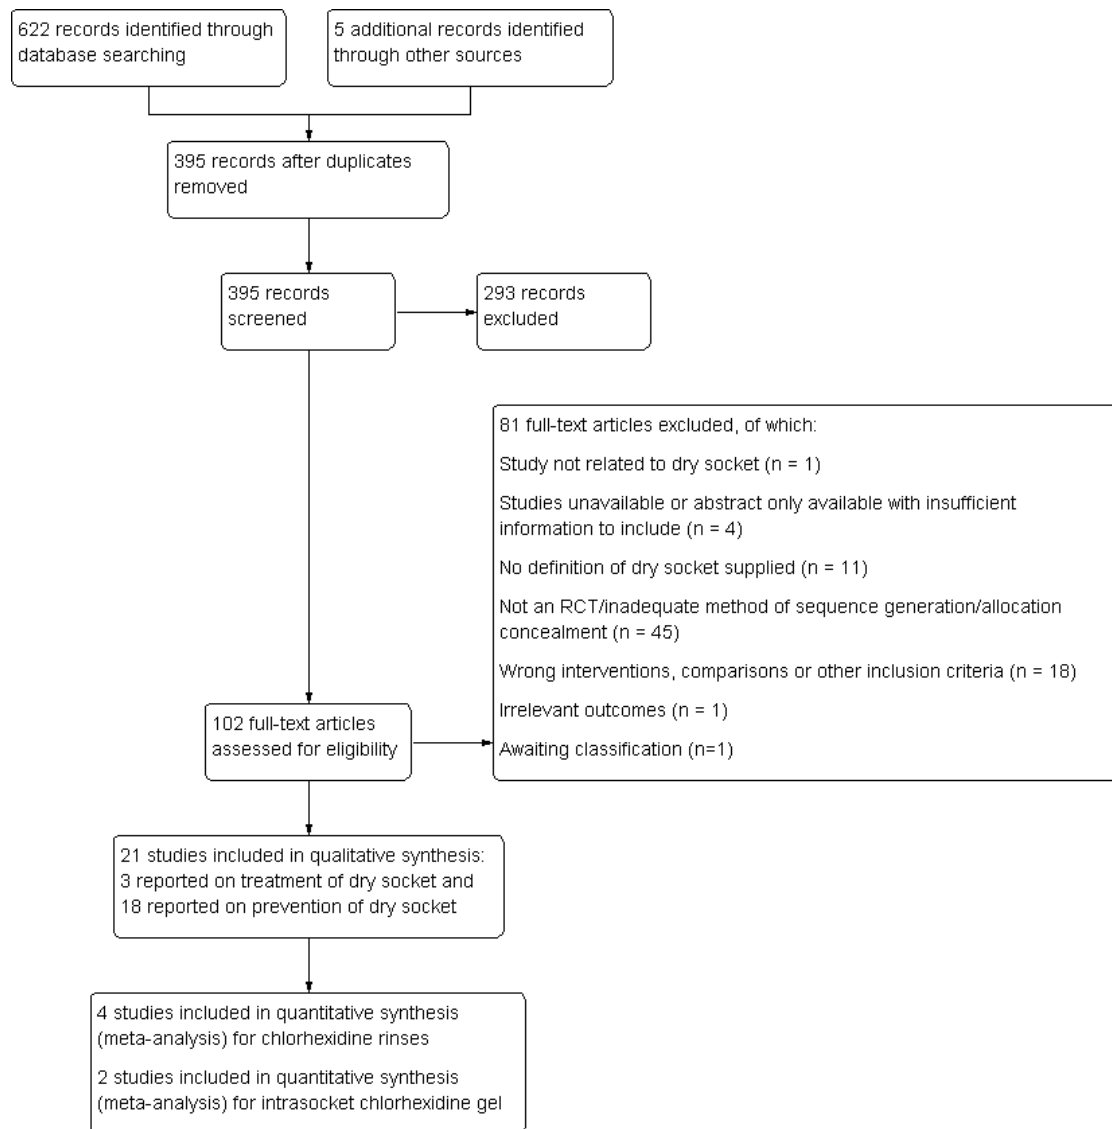 622 records identified through
database searching
5 additional records identified
through other sources
395 records after duplicates
removed
395 records
screened
293 records
excluded
81 full-text articles excluded, of which:
Study not related to dry socket (n = 1)
Studies unavailable or abstract only available with insufficient
information to include (n = 4)
No definition of dry socket supplied (n = 11)
Not an RCT/inadequate method of sequence generation/allocation
concealment (n = 45)
Wrong interventions, comparisons or other inclusion criteria (n = 18)
Irrelevant outcomes (n = 1)
Awaiting classification (n=1)
102 full-text articles
assessed for eligibility
21 studies included in qualitative synthesis:
3 reported on treatment of dry socket and
18 reported on prevention of dry socket
4 studies included in quantitative synthesis
(meta-analysis) for chlorhexidine rinses
2 studies included in quantitative synthesis
(meta-analysis) for intrasocket chlorhexidine gel